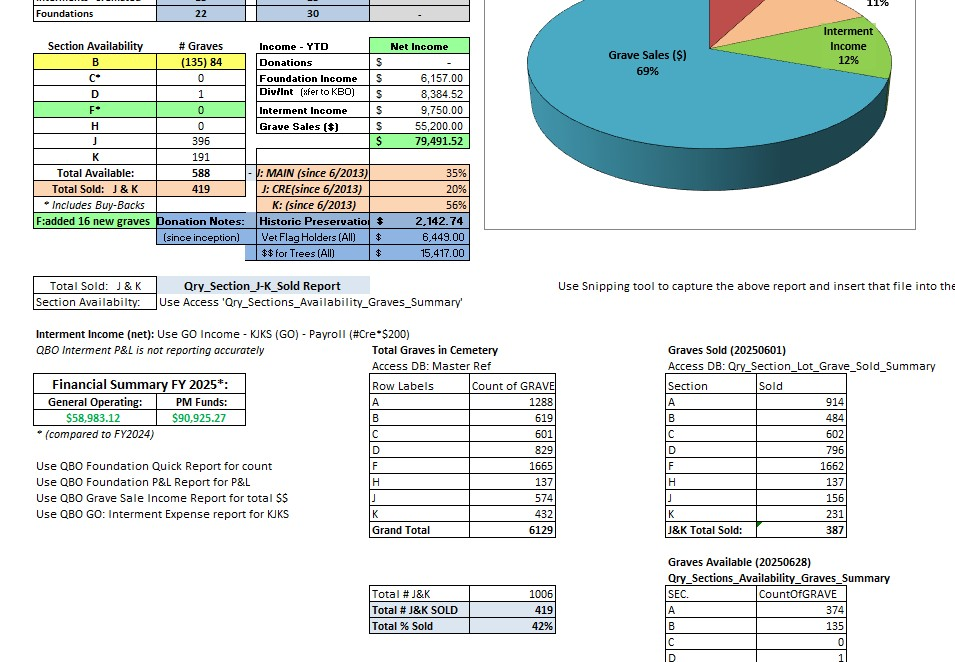 Foundations 22 30 -
11%
Interment Income 12%
Grave Sales ($) 69%
Section Availability # Graves
B (135) 84
C* 0
D 1
F* 0
H 0
J 396
K 191
Total Available: 588
Total Sold: J & K 419
* Includes Buy-Backs
F:added 16 new graves
Income - YTD Net Income
Donations $ -
Foundation Income $ 6,157.00
Div/Int (xfer to KBO) $ 8,384.52
Interment Income $ 9,750.00
Grave Sales ($) $ 55,200.00
$ 79,491.52
- J: MAIN (since 6/2013) 35%
J: CRE(since 6/2013) 20%
K: (since 6/2013) 56%
Donation Notes: Historic Preservation $ 2,142.74
(since inception) Vet Flag Holders (All) $ 6,449.00
$$ for Trees (All) $ 15,417.00
Total Sold: J & K Qry_Section_J-K_Sold Report
Section Availabilty: Use Access 'Qry_Sections_Availability_Graves_Summary'
Use Snipping tool to capture the above report and insert that file into the
Interment Income (net): Use GO Income - KJKS (GO) - Payroll (#Cre*$200)
QBO Interment P&L is not reporting accurately
Financial Summary FY 2025*:
General Operating: PM Funds:
$58,983.12 $90,925.27
* (compared to FY2024)
Use QBO Foundation Quick Report for count
Use QBO Foundation P&L Report for P&L
Use QBO Grave Sale Income Report for total $$
Use QBO GO: Interment Expense report for KJKS
Total Graves in Cemetery
Access DB: Master Ref
Row Labels Count of GRAVE
A 1288
B 619
C 601
D 829
F 1665
H 137
J 574
K 432
Grand Total 6129
Total # J&K 1006
Total # J&K SOLD 419
Total % Sold 42%
Graves Sold (20250601)
Access DB: Qry_Section_Lot_Grave_Sold_Summary
Section Sold
A 914
B 484
C 602
D 796
F 1662
H 137
J 156
K 231
J&K Total Sold: 387
Graves Available (20250628)
Qry_Sections_Availability_Graves_Summary
SEC. CountOfGRAVE
A 374
B 135
C 0
D 1